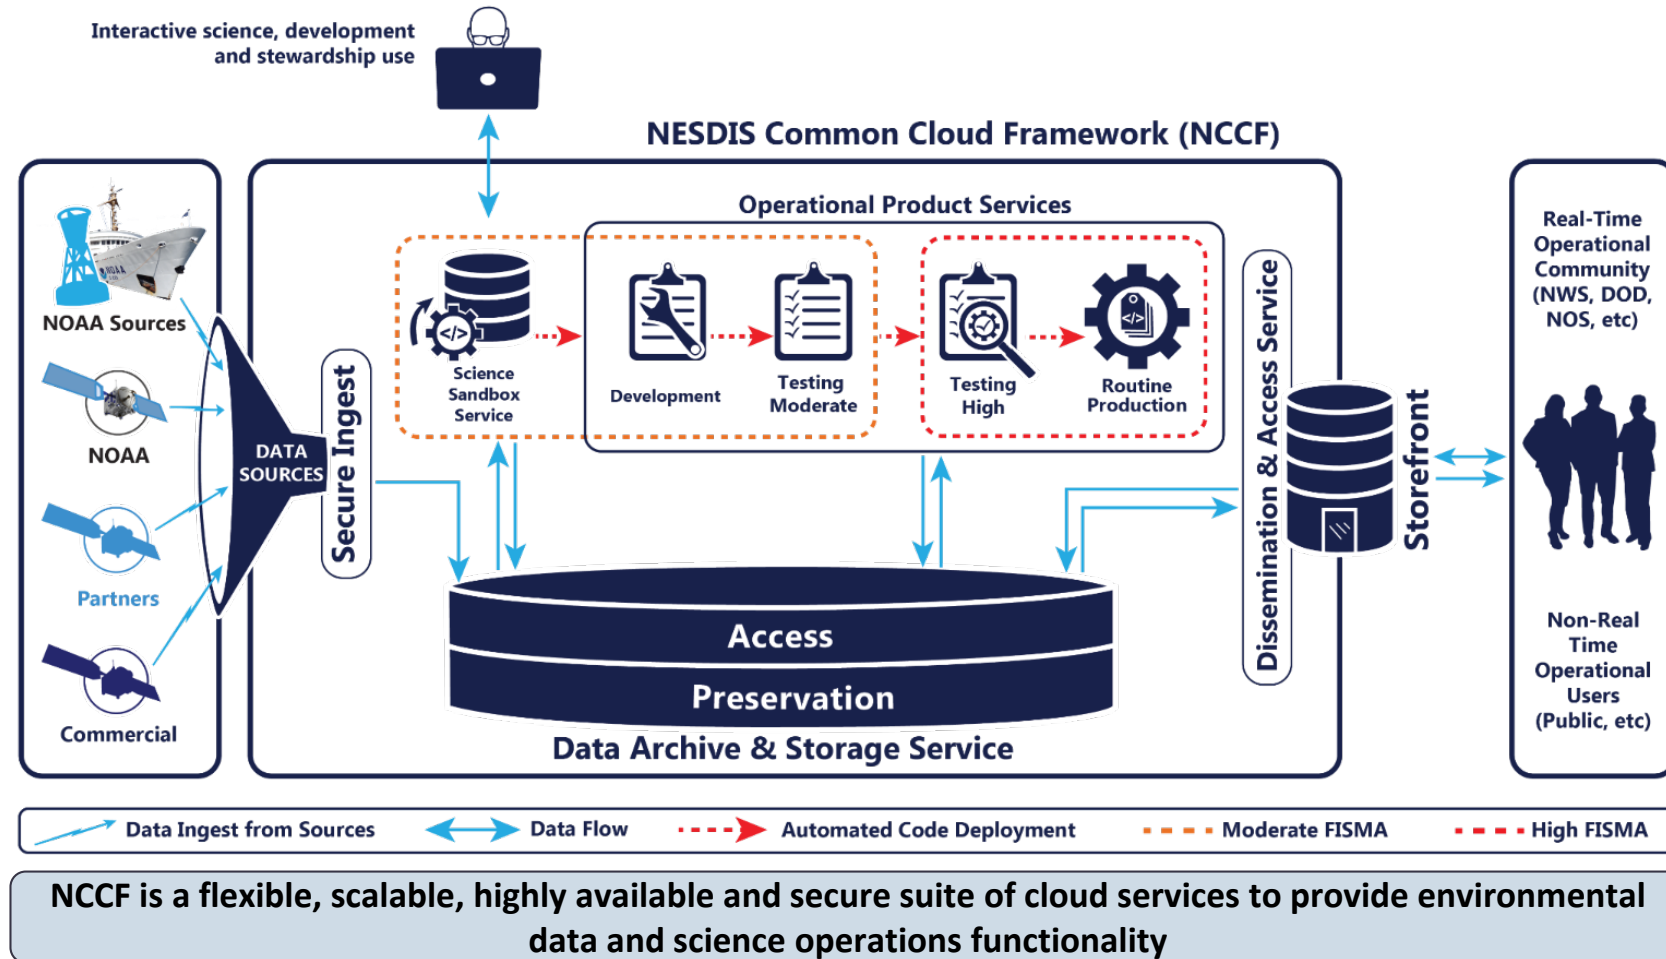 Interactive science, development
and stewardship use
NESDIS Common Cloud Framework (NCCF)
NOAA
NOAA Sources
NOAA
Partners
Commercial
DATA
SOURCES
Secure Ingest
Operational Product Services
</>
Science
Sandbox
Service
Development
Testing
Moderate
Testing
High
</>
Routine
Production
Access
Preservation
Data Archive & Storage Service
Dissemination & Access Service
Storefront
Real-Time
Operational
Community
(NWS, DOD,
NOS, etc)
Non-Real
Time
Operational
Users
(Public, etc)
Data Ingest from Sources
Data Flow
Automated Code Deployment
Moderate FISMA
High FISMA
NCCF is a flexible, scalable, highly available and secure suite of cloud services to provide environmental
data and science operations functionality